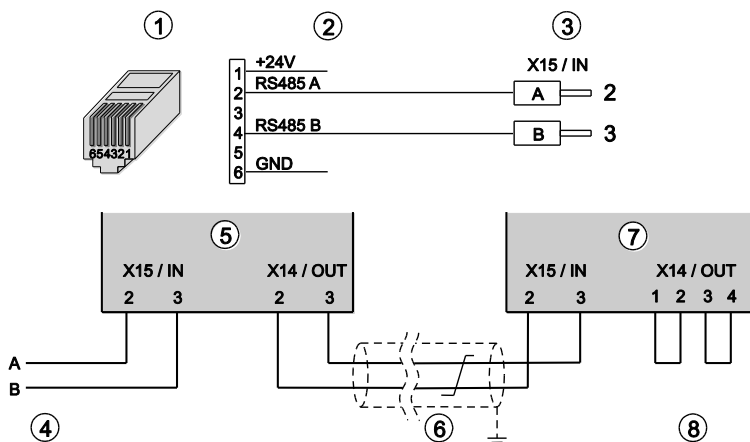 1 2 3
X15 / IN
1 +24V
2 RS485 A
A 2
3
4 RS485 B
B 3
5
6 GND
654321
5 7
X15 / IN X14 / OUT X15 / IN X14 / OUT
2 3 2 3 2 3 1 2 3 4
A
B
4 6 8